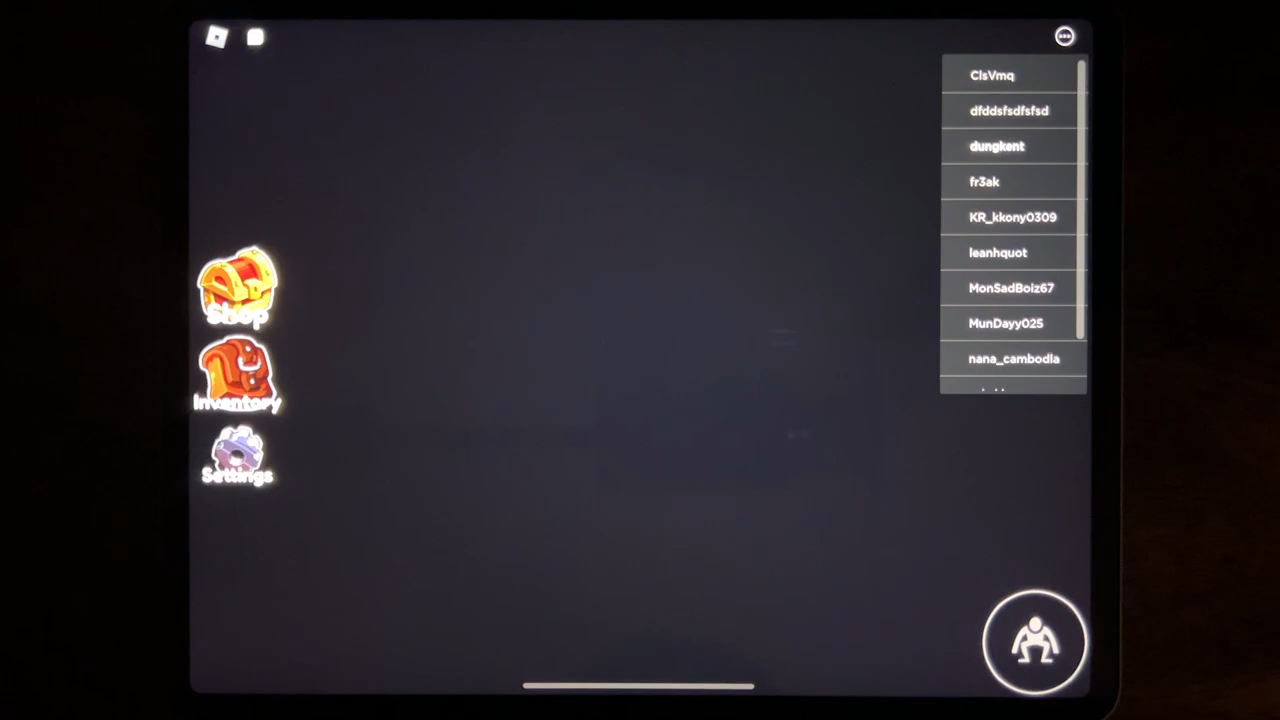 ClsVmq
dfddsfsdfsfsd
dungkent
fr3ak
KR_kkony0309
leanhquot
MonSadBoiz67
MunDayy025
nana_cambodia
Shop
Inventory
Settings